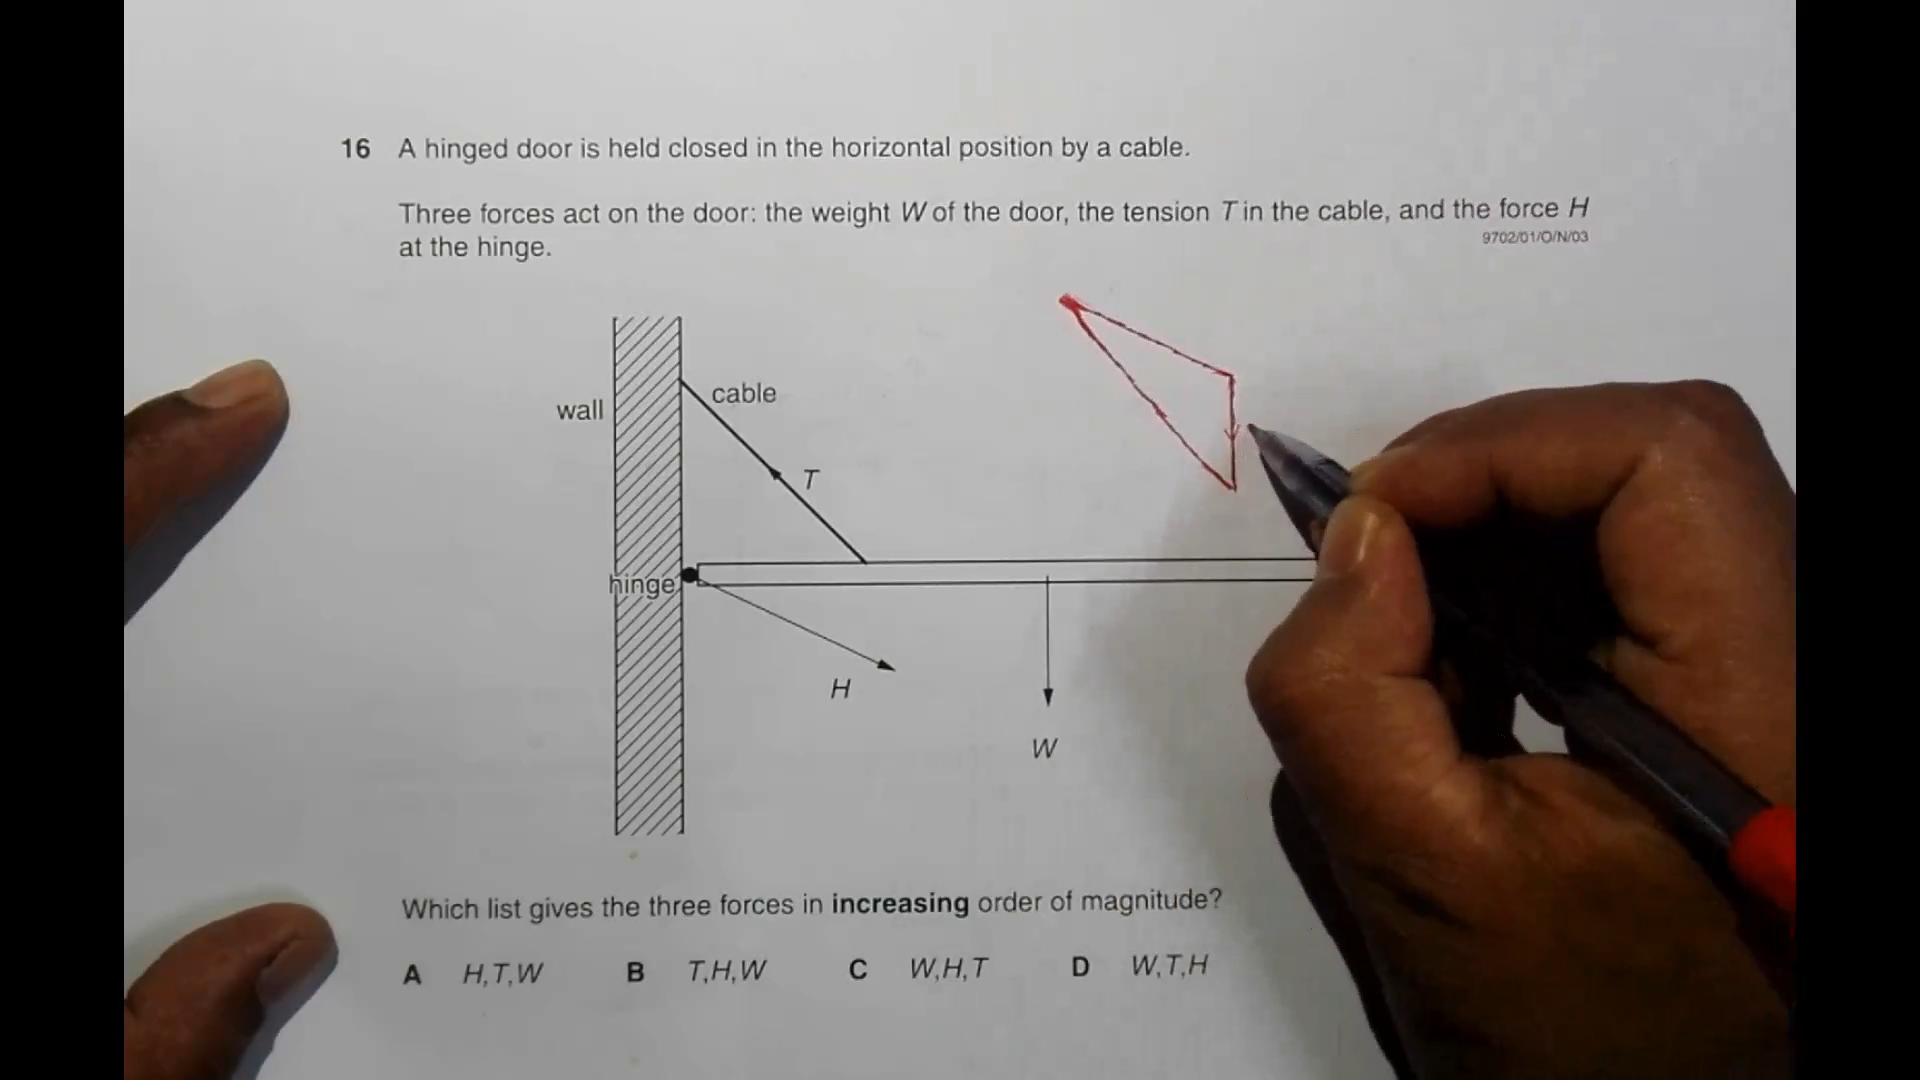 16 A hinged door is held closed in the horizontal position by a cable.
Three forces act on the door: the weight W of the door, the tension T in the cable, and the force H
at the hinge.
9702/01/O/N/03
cable
wall
T
hinge
H
W
Which list gives the three forces in increasing order of magnitude?
A H,T,W B T,H,W C W,H,T D W,T,H